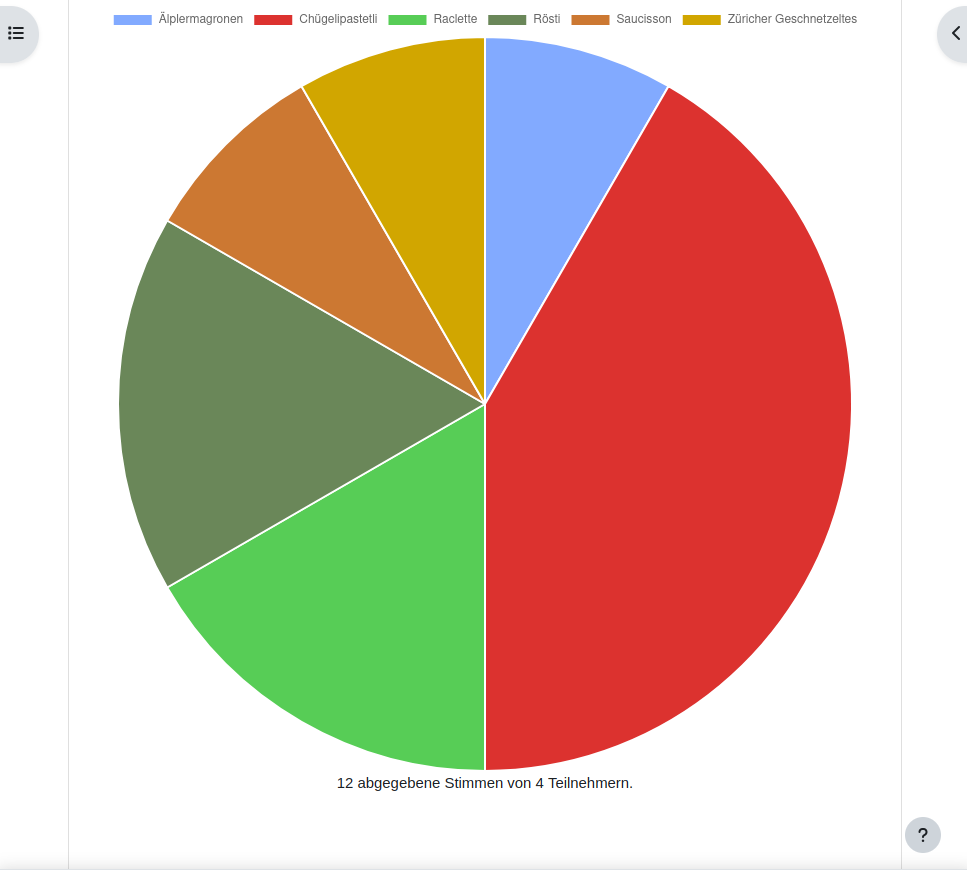 Älplermagronen Chügelipastetli Raclette Rösti Saucisson Züricher Geschnetzeltes
12 abgegebene Stimmen von 4 Teilnehmern.
?